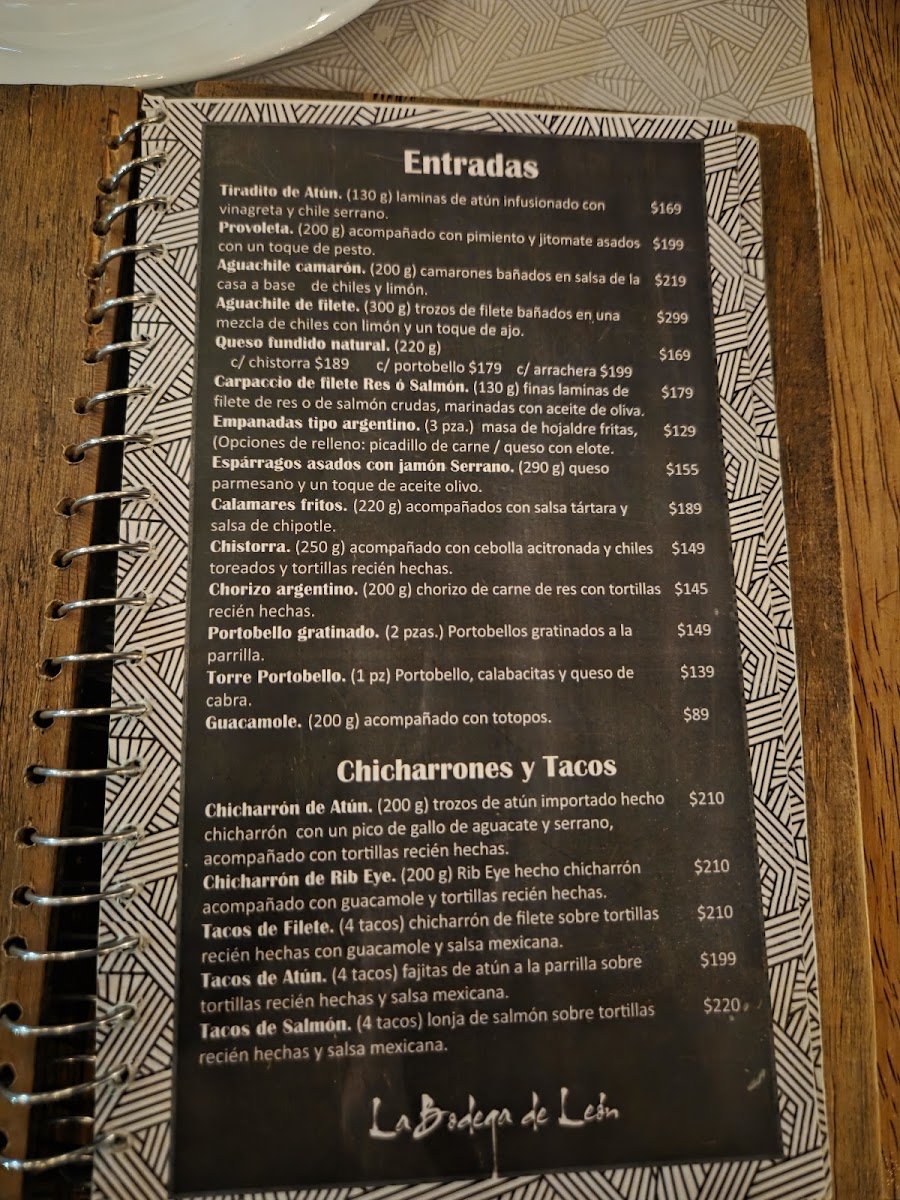 Entradas
Tiradito de Atún. (130 g) laminas de atún infusionado con
vinagreta y chile serrano. $169
Provoleta. (200 g) acompañado con pimiento y jitomate asados $199
con un toque de pesto.
Aguachile camarón. (200 g) camarones bañados en salsa de la $219
casa a base de chiles y limón.
Aguachile de filete. (300 g) trozos de filete bañados en una $299
mezcla de chiles con limón y un toque de ajo.
Queso fundido natural. (220 g) $169
c/ chistorra $189 c/ portobello $179 c/ arrachera $199
Carpaccio de filete Res ó Salmón. (130 g) finas laminas de $179
filete de res o de salmón crudas, marinadas con aceite de oliva.
Empanadas tipo argentino. (3 pza.) masa de hojaldre fritas, $129
(Opciones de relleno: picadillo de carne / queso con elote.
Espárragos asados con jamón Serrano. (290 g) queso $155
parmesano y un toque de aceite olivo.
Calamares fritos. (220 g) acompañados con salsa tártara y $189
salsa de chipotle.
Chistorra. (250 g) acompañado con cebolla acitronada y chiles $149
toreados y tortillas recién hechas.
Chorizo argentino. (200 g) chorizo de carne de res con tortillas $145
recién hechas.
Portobello gratinado. (2 pzas.) Portobellos gratinados a la $149
parrilla.
Torre Portobello. (1 pz) Portobello, calabacitas y queso de $139
cabra.
Guacamole. (200 g) acompañado con totopos. $89
Chicharrones y Tacos
Chicharrón de Atún. (200 g) trozos de atún importado hecho $210
chicharrón con un pico de gallo de aguacate y serrano,
acompañado con tortillas recién hechas.
Chicharrón de Rib Eye. (200 g) Rib Eye hecho chicharrón $210
acompañado con guacamole y tortillas recién hechas.
Tacos de Filete. (4 tacos) chicharrón de filete sobre tortillas $210
recién hechas con guacamole y salsa mexicana.
Tacos de Atún. (4 tacos) fajitas de atún a la parrilla sobre $199
tortillas recién hechas y salsa mexicana.
Tacos de Salmón. (4 tacos) lonja de salmón sobre tortillas $220
recién hechas y salsa mexicana.
La Bodega de León